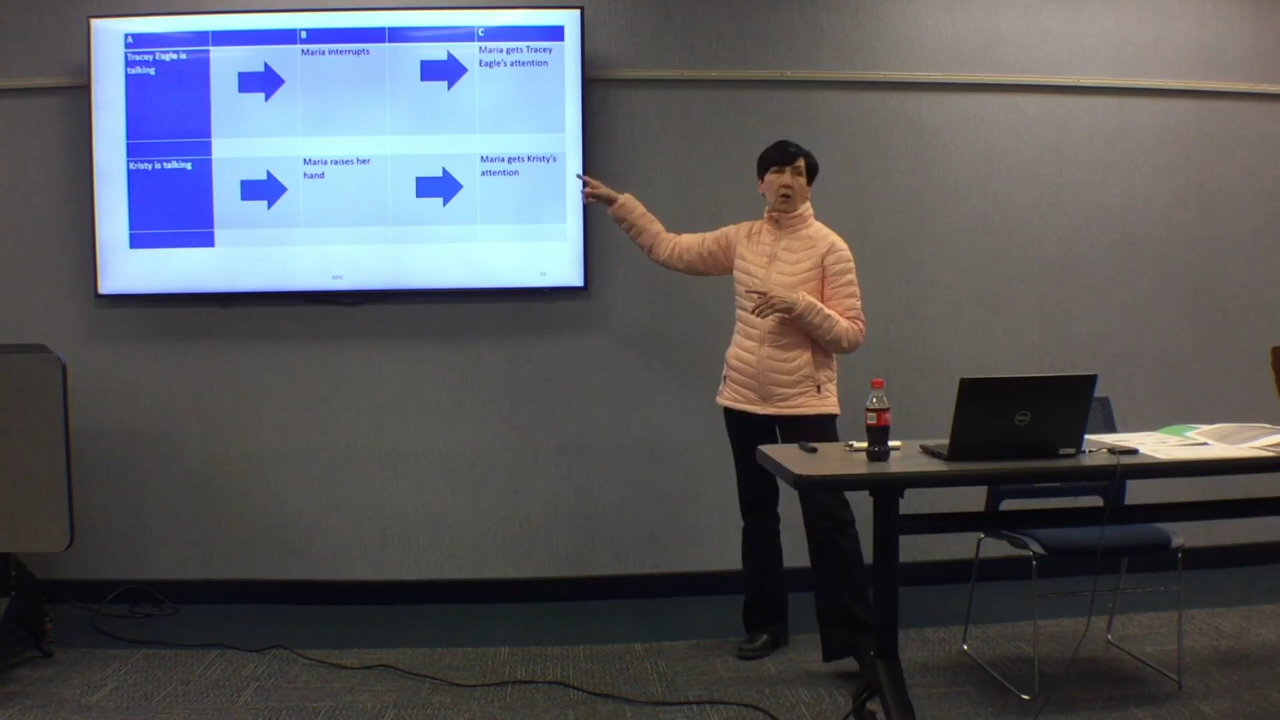 A
B
C
Tracey Eagle is
talking
Maria interrupts
Maria gets Tracey
Eagle's attention
Kristy is talking
Maria raises her
hand
Maria gets Kristy's
attention
DELL